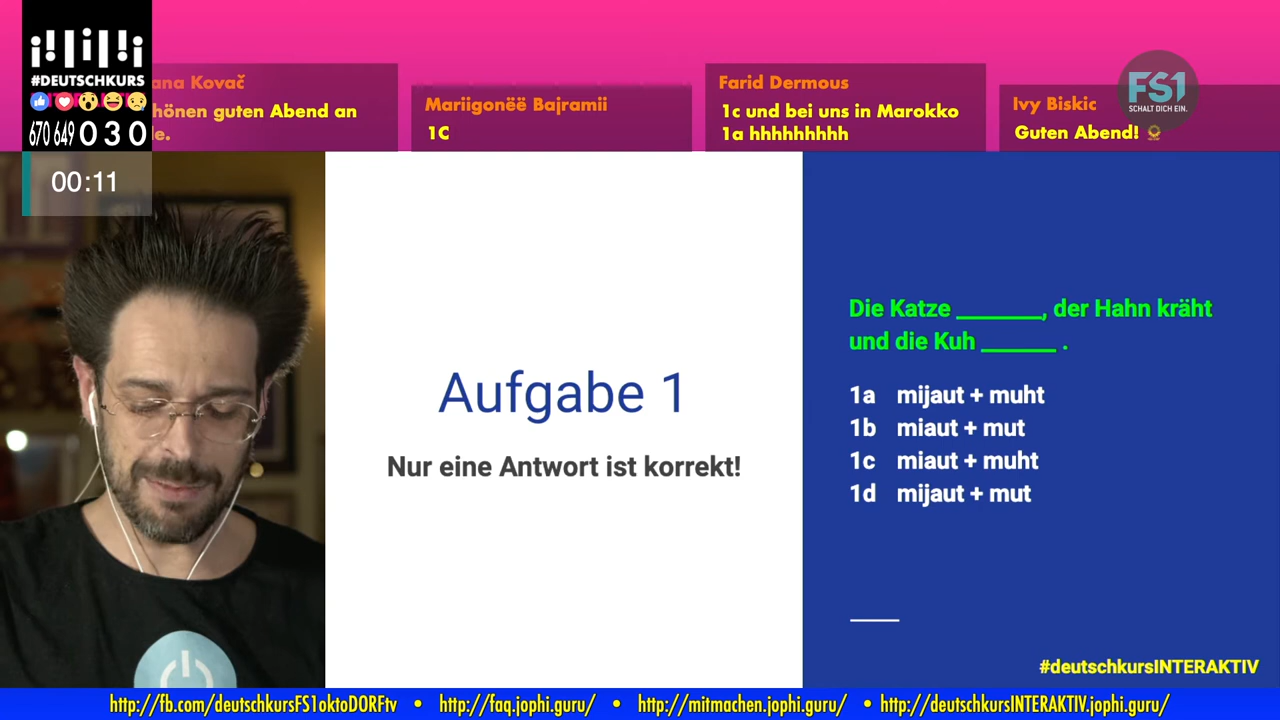 #DEUTSCHKURS
670 649 0 3 0
00:11
ana Kovač
hönen guten Abend an
le.
Mariigonëë Bajramii
1C
Farid Dermous
1c und bei uns in Marokko
1a hhhhhhhhh
Ivy Biskic
Guten Abend!
FS1
SCHALT DICH EIN.
Aufgabe 1
Nur eine Antwort ist korrekt!
Die Katze _______, der Hahn kräht
und die Kuh ______ .
1a mijaut + muht
1b miaut + mut
1c miaut + muht
1d mijaut + mut
#deutschkursINTERAKTIV
http://fb.com/deutschkursFS1oktoDORFtv • http://faq.jophi.guru/ • http://mitmachen.jophi.guru/ • http://deutschkursINTERAKTIV.jophi.guru/